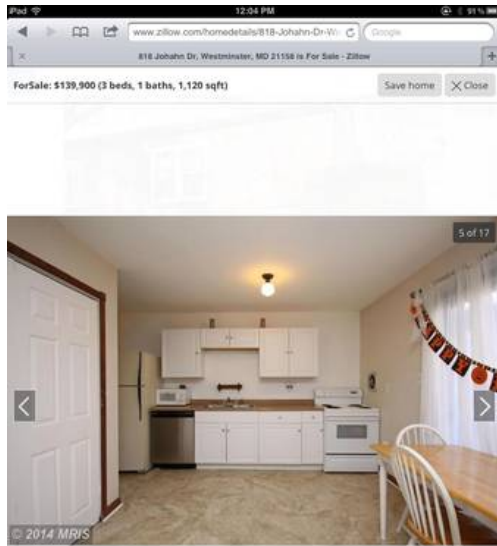 iPad
12:04 PM
91%
www.zillow.com/homedetails/818-Johahn-Dr-W
Google
818 Johahn Dr, Westminster, MD 21158 is For Sale - Zillow
ForSale: $139,900 (3 beds, 1 baths, 1,120 sqft)
Save home
Close
5 of 17
© 2014 MRIS